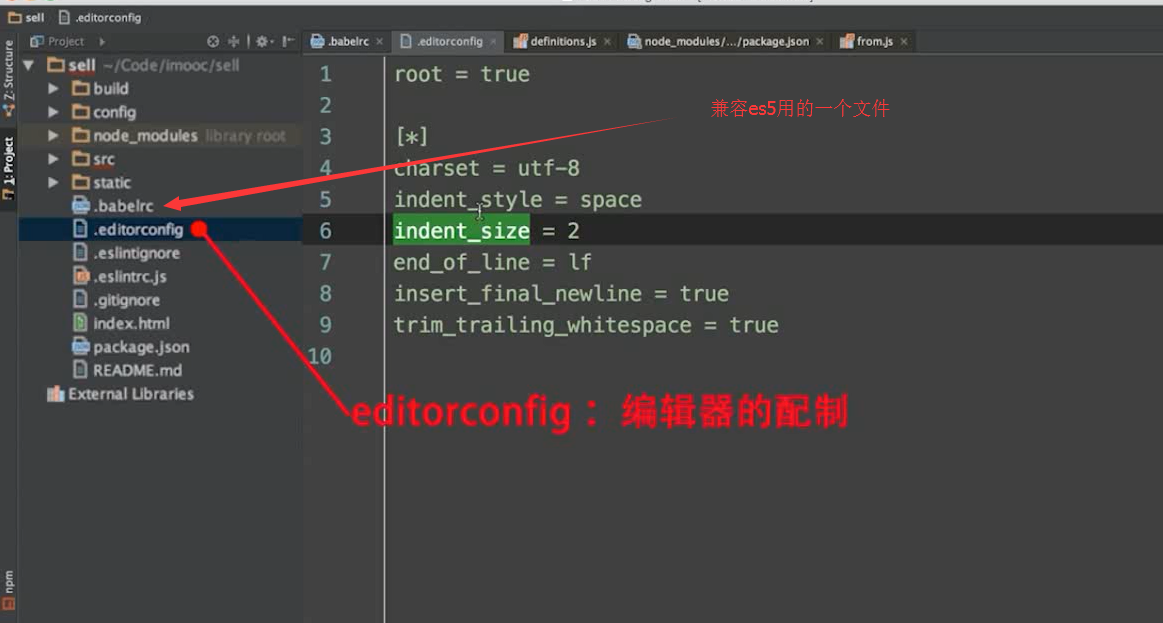 sell .editorconfig
Project
.babelrc
.editorconfig
definitions.js
node_modules/.../package.json
from.js
Z: Structure
1: Project
npm
sell ~/Code/imooc/sell
build
config
node_modules library root
src
static
.babelrc
.editorconfig
.eslintignore
.eslintrc.js
.gitignore
index.html
package.json
README.md
External Libraries
1 root = true
2
3 [*]
4 charset = utf-8
5 indent_style = space
6 indent_size = 2
7 end_of_line = lf
8 insert_final_newline = true
9 trim_trailing_whitespace = true
10
兼容es5用的一个文件
editorconfig : 编辑器的配制